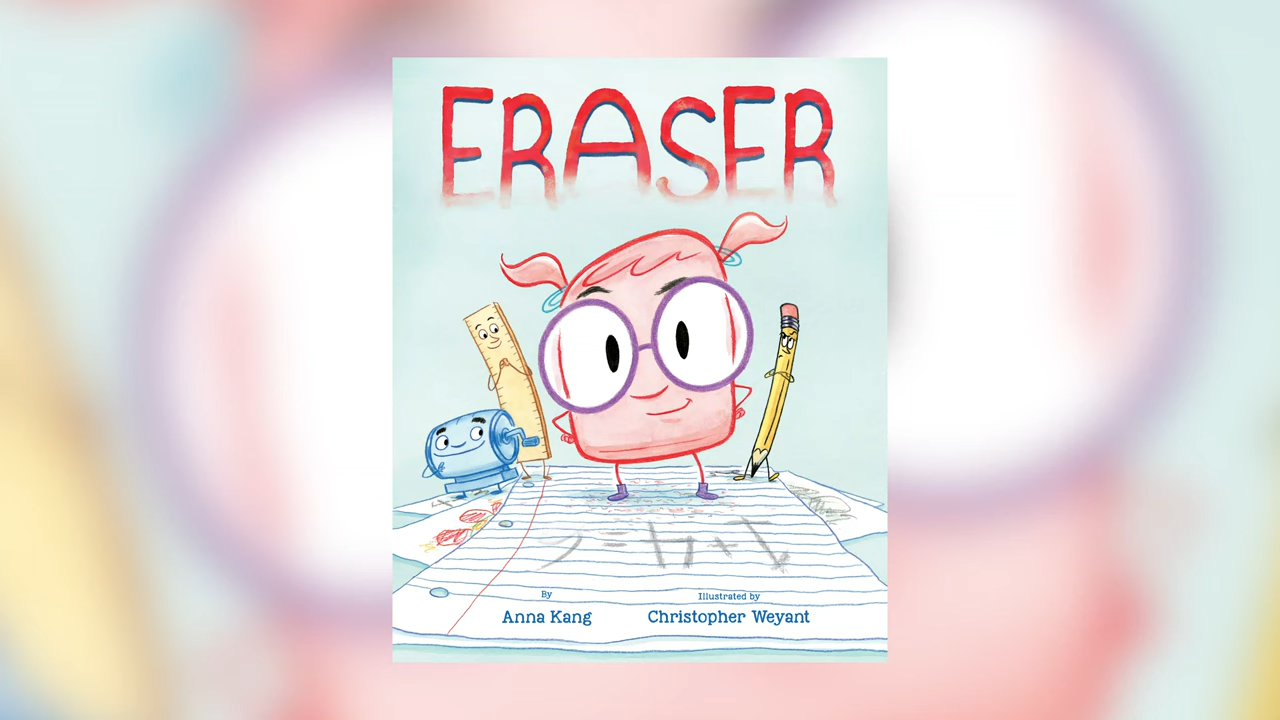 ERASER
By
Anna Kang
Illustrated by
Christopher Weyant